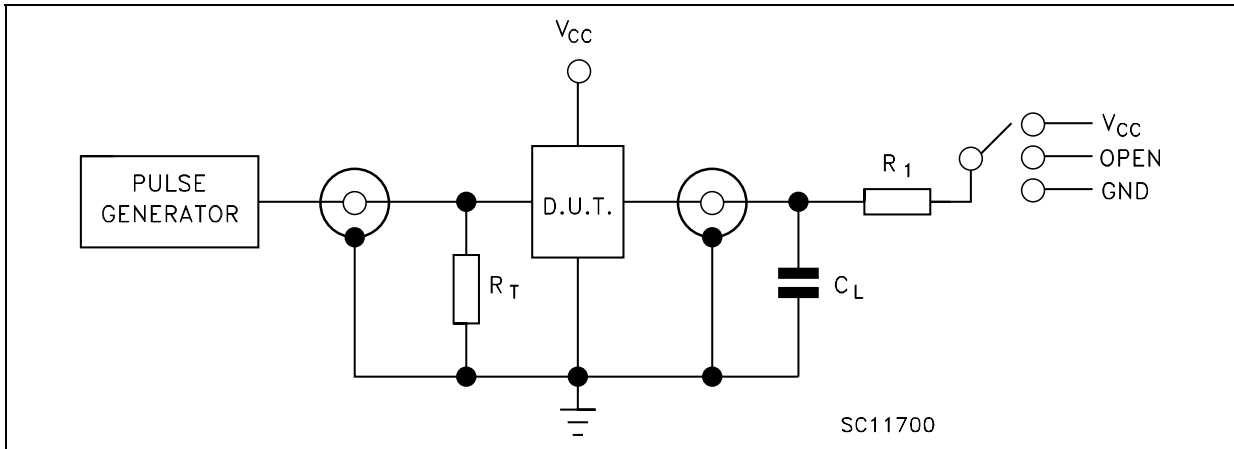 VCC
PULSE
GENERATOR
D.U.T.
RT
CL
R1
VCC
OPEN
GND
SC11700